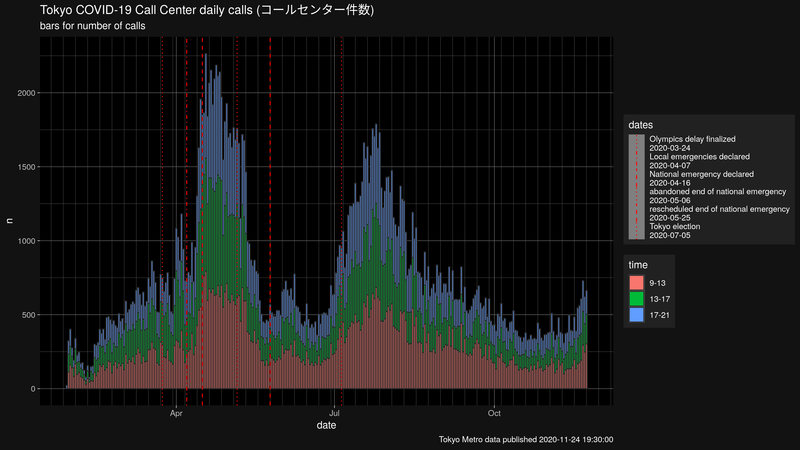 Tokyo COVID-19 Call Center daily calls (コールセンター件数)
bars for number of calls
n
2000
1500
1000
500
0
Apr
Jul
Oct
date
dates
Olympics delay finalized
2020-03-24
Local emergencies declared
2020-04-07
National emergency declared
2020-04-16
abandoned end of national emergency
2020-05-06
rescheduled end of national emergency
2020-05-25
Tokyo election
2020-07-05
time
9-13
13-17
17-21
Tokyo Metro data published 2020-11-24 19:30:00